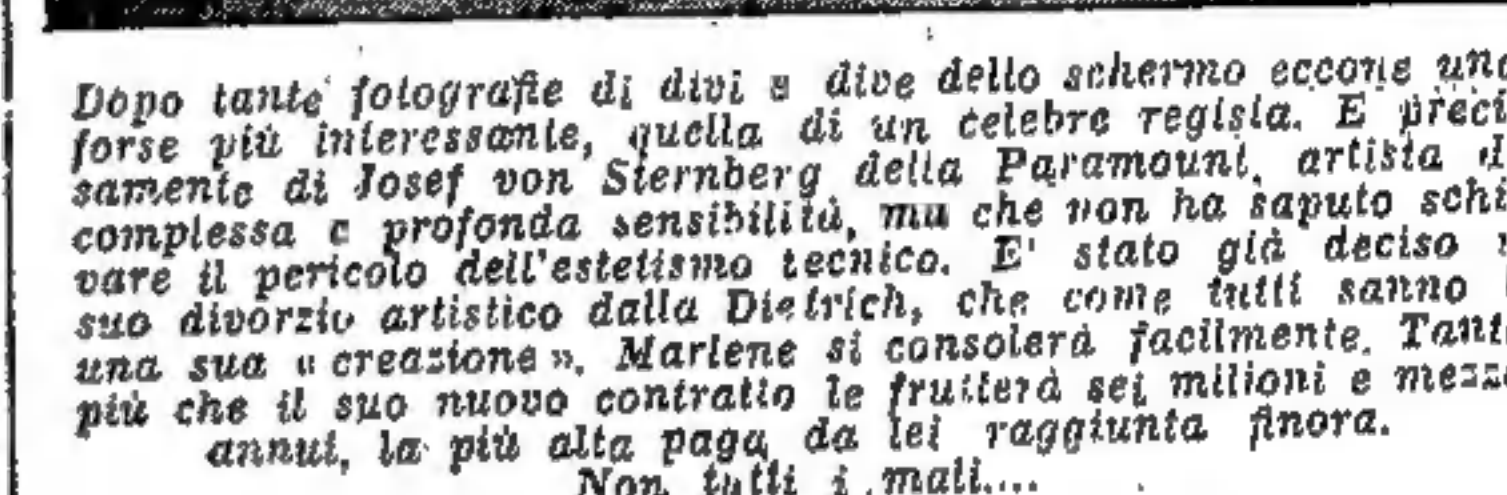 Dopo tante fotografie di divi e dive dello schermo eccone una
forse più interessante, quella di un celebre regista. E preci
samente di Josef von Sternberg della Paramount, artista di
complessa e profonda sensibilità, ma che non ha saputo schi
vare il pericolo dell'estetismo tecnico. E' stato già deciso
suo divorzio artistico dalla Dietrich, che come tutti sanno
una sua « creazione ». Marlene si consolerà facilmente. Tant
più che il suo nuovo contratto le frutterà sei milioni e mezzo
annui, la più alta paga da lei raggiunta finora.
Non tutti i mali....